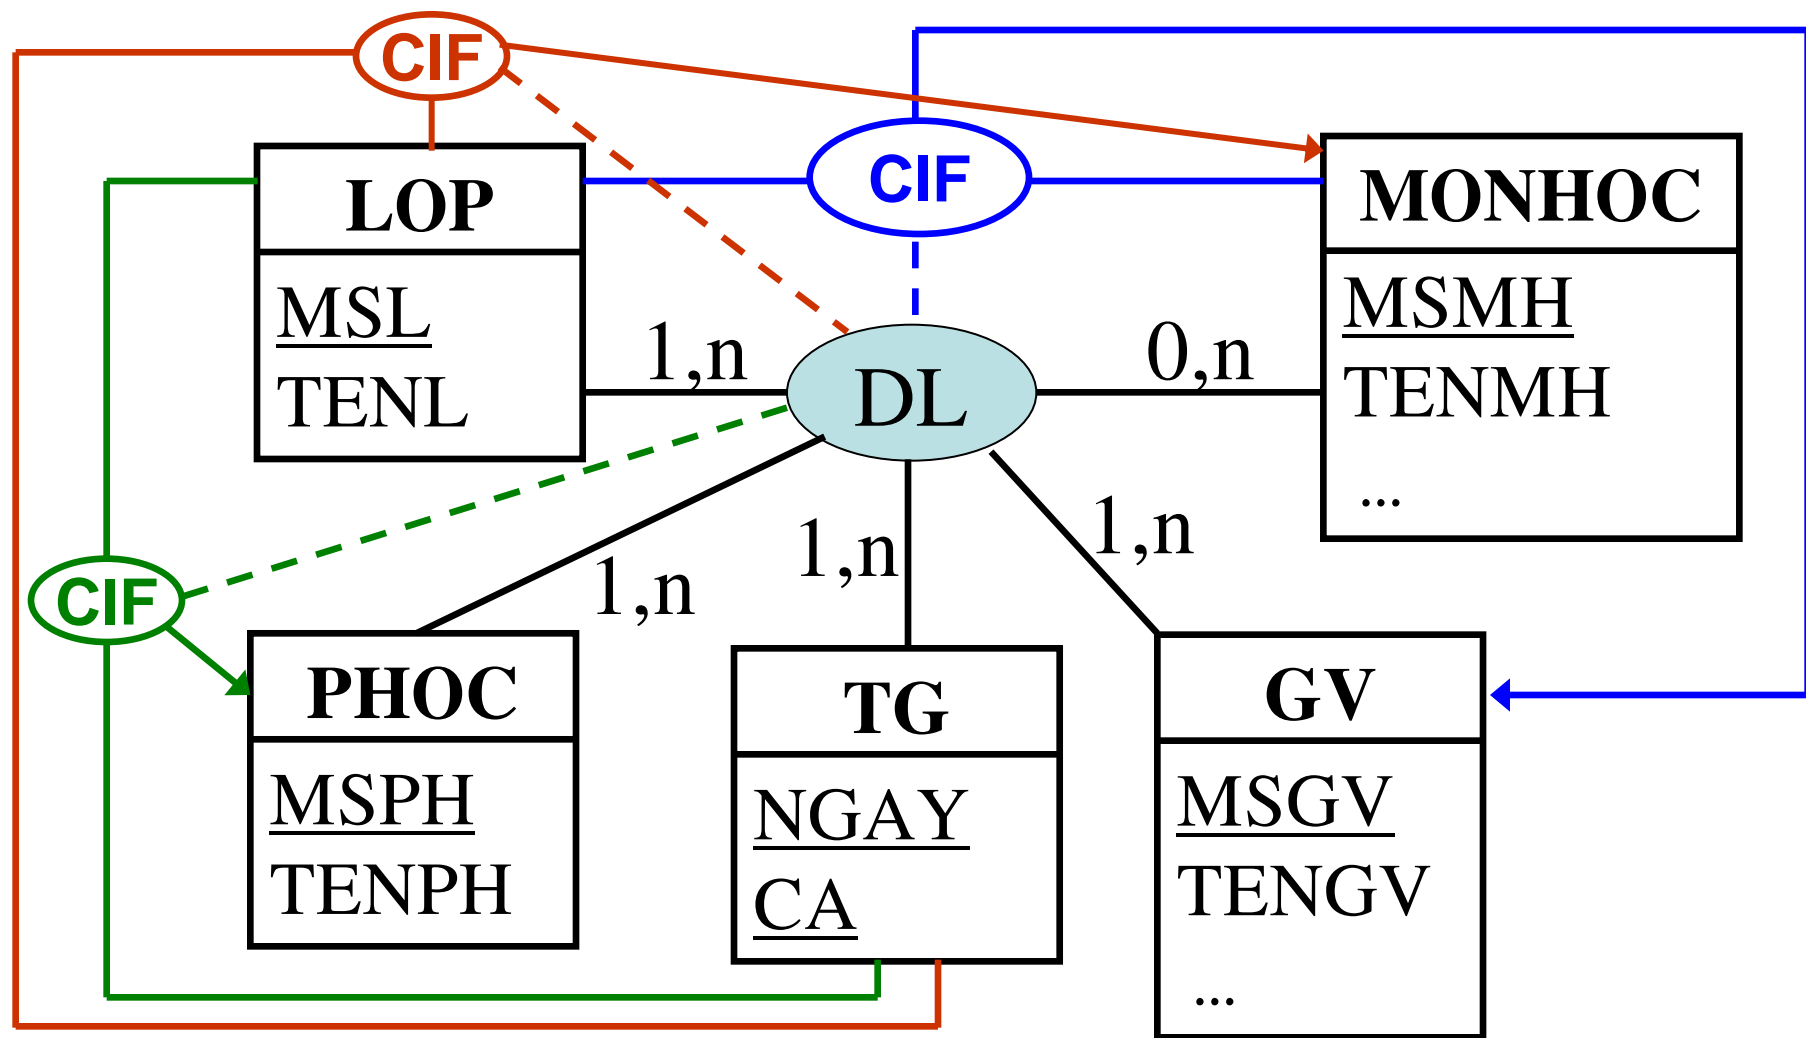 CIF
CIF
LOP
MSL
TENL
MONHOC
MSMH
TENMH
...
1,n
0,n
DL
1,n
1,n
1,n
CIF
PHOC
MSPH
TENPH
TG
NGAY
CA
GV
MSGV
TENGV
...